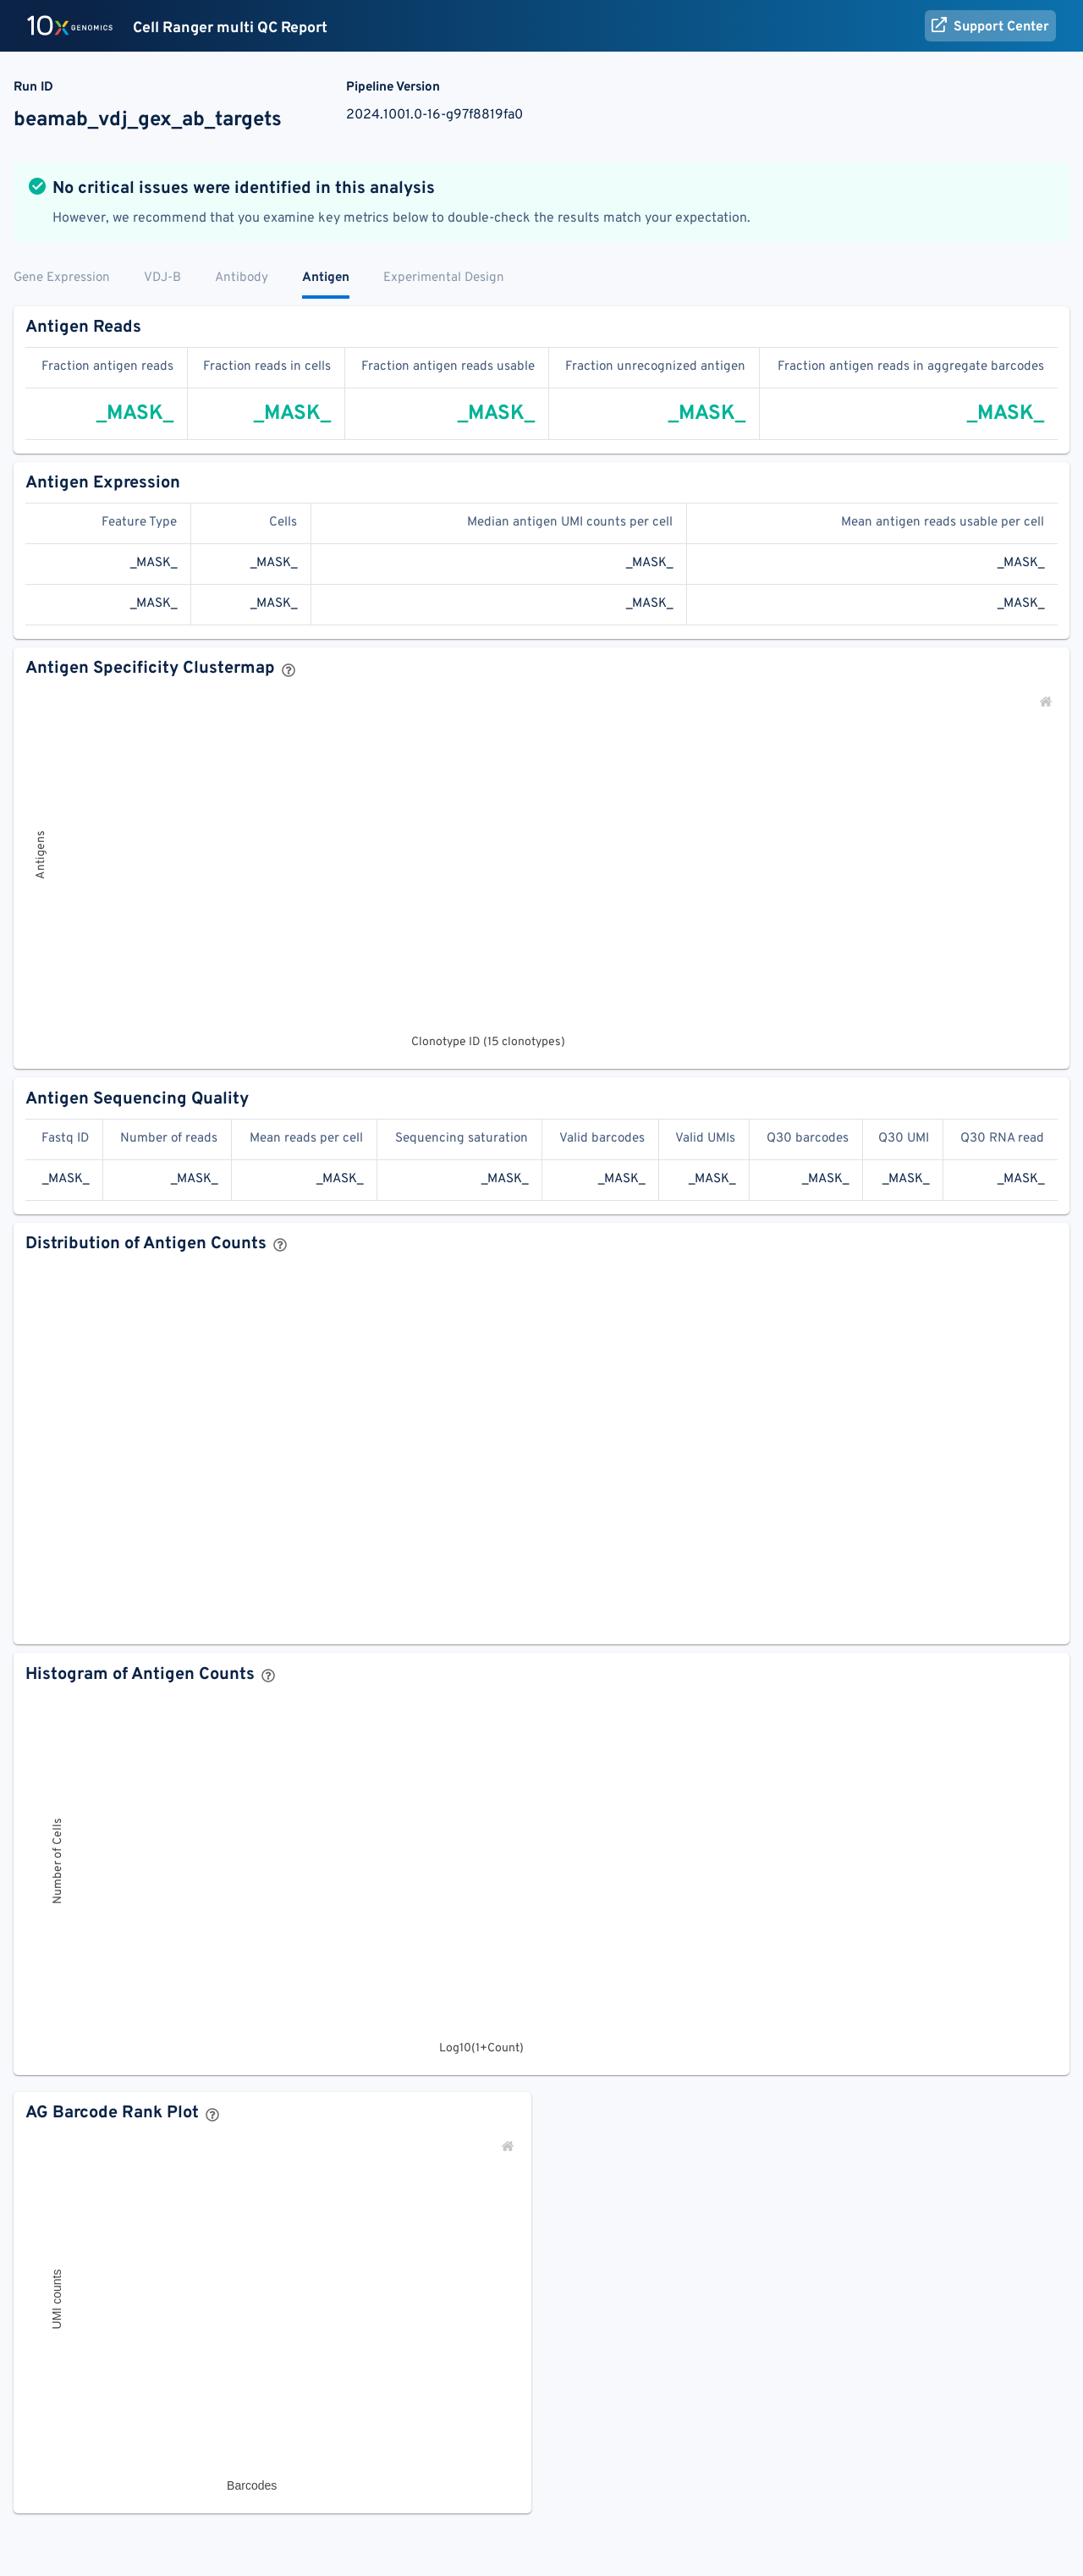 10x GENOMICS Cell Ranger multi QC Report Support Center
Run ID Pipeline Version
beamab_vdj_gex_ab_targets 2024.1001.0-16-g97f8819fa0
No critical issues were identified in this analysis
However, we recommend that you examine key metrics below to double-check the results match your expectation.
Gene Expression VDJ-B Antibody Antigen Experimental Design
Antigen Reads
Fraction antigen reads Fraction reads in cells Fraction antigen reads usable Fraction unrecognized antigen Fraction antigen reads in aggregate barcodes
_MASK_ _MASK_ _MASK_ _MASK_ _MASK_
Antigen Expression
Feature Type Cells Median antigen UMI counts per cell Mean antigen reads usable per cell
_MASK_ _MASK_ _MASK_ _MASK_
_MASK_ _MASK_ _MASK_ _MASK_
Antigen Specificity Clustermap
Antigens
Clonotype ID (15 clonotypes)
Antigen Sequencing Quality
Fastq ID Number of reads Mean reads per cell Sequencing saturation Valid barcodes Valid UMIs Q30 barcodes Q30 UMI Q30 RNA read
_MASK_ _MASK_ _MASK_ _MASK_ _MASK_ _MASK_ _MASK_ _MASK_ _MASK_
Distribution of Antigen Counts
Histogram of Antigen Counts
Number of Cells
Log10(1+Count)
AG Barcode Rank Plot
UMI counts
Barcodes